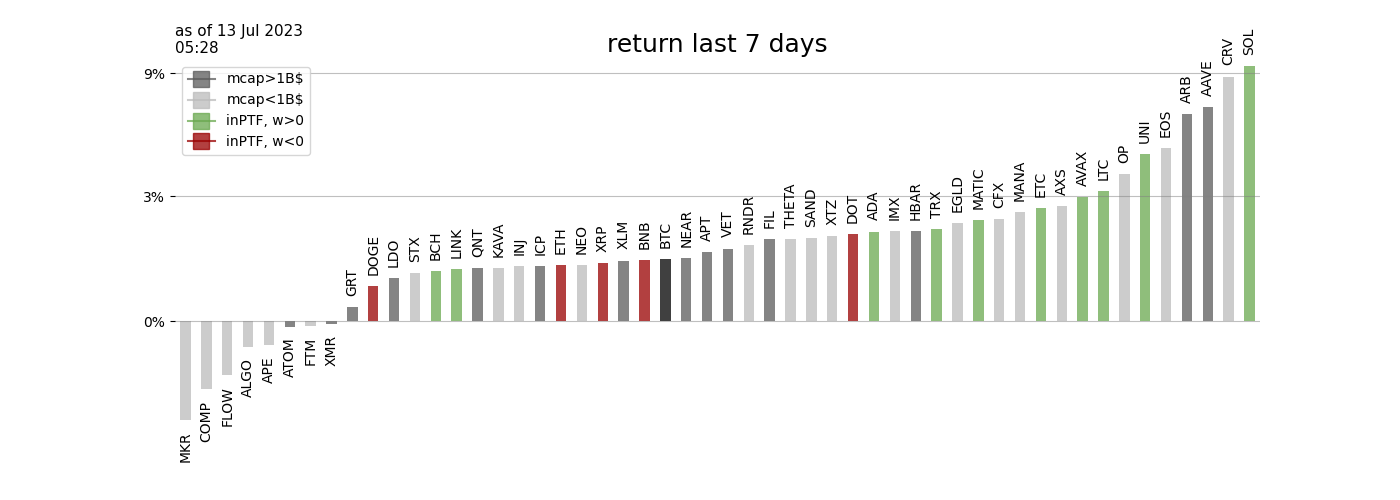 as of 13 Jul 2023
05:28
return last 7 days
mcap>1B$
mcap<1B$
inPTF, w>0
inPTF, w<0
9%
3%
0%
MKR
COMP
FLOW
ALGO
APE
ATOM
FTM
XMR
GRT
DOGE
LDO
STX
BCH
LINK
QNT
KAVA
INJ
ICP
ETH
NEO
XRP
XLM
BNB
BTC
NEAR
APT
VET
RNDR
FIL
THETA
SAND
XTZ
DOT
ADA
IMX
HBAR
TRX
EGLD
MATIC
CFX
MANA
ETC
AXS
AVAX
LTC
OP
UNI
EOS
ARB
AAVE
CRV
SOL